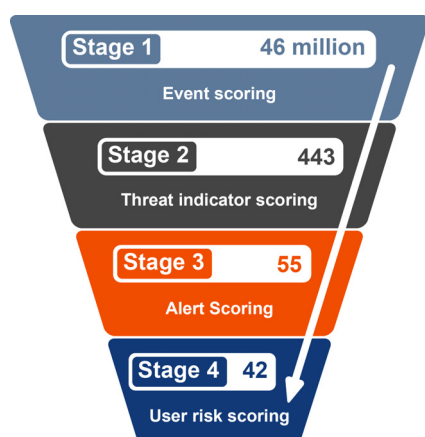 Stage 1 46 million
Event scoring
Stage 2 443
Threat indicator scoring
Stage 3 55
Alert Scoring
Stage 4 42
User risk scoring